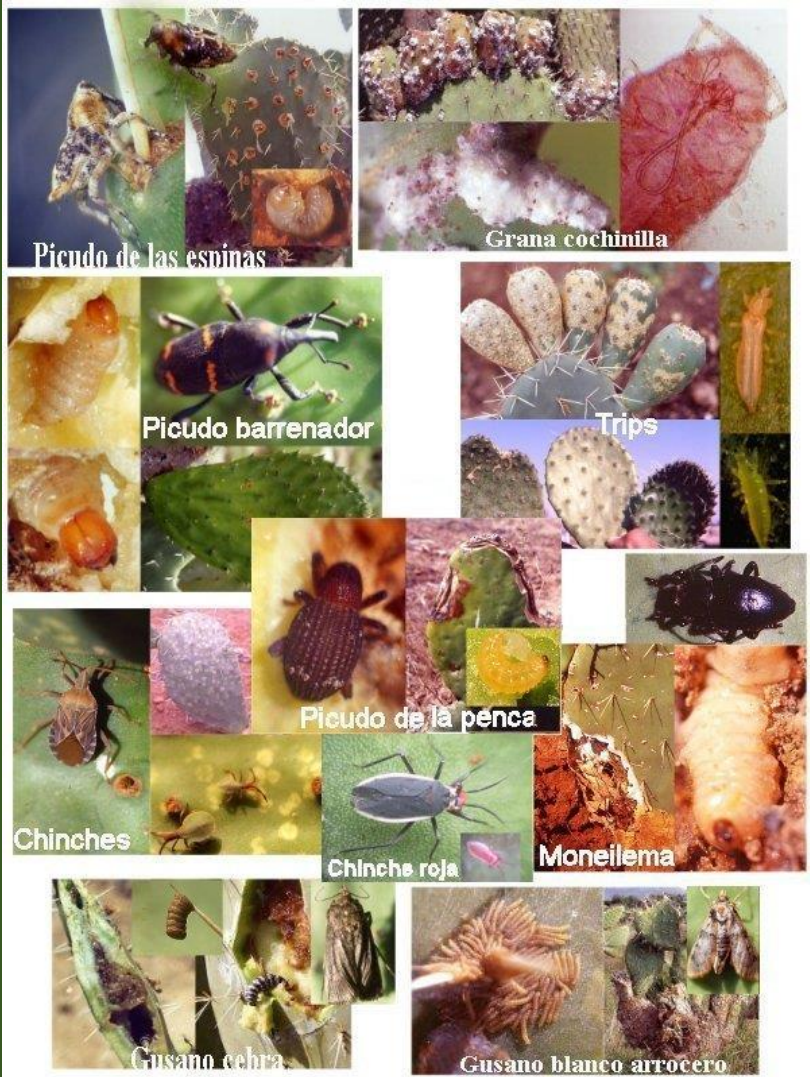 Picudo de las espinas
Grana cochinilla
Picudo barrenador
Trips
Picudo de la penca
Chinches
Chinche roja
Moneilema
Gusano cebra
Gusano blanco arrocero